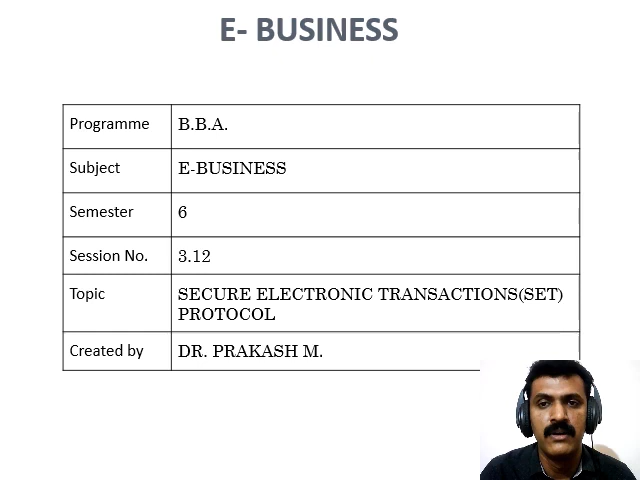 E- BUSINESS
Programme B.B.A.
Subject E-BUSINESS
Semester 6
Session No. 3.12
Topic SECURE ELECTRONIC TRANSACTIONS(SET)
PROTOCOL
Created by DR. PRAKASH M.